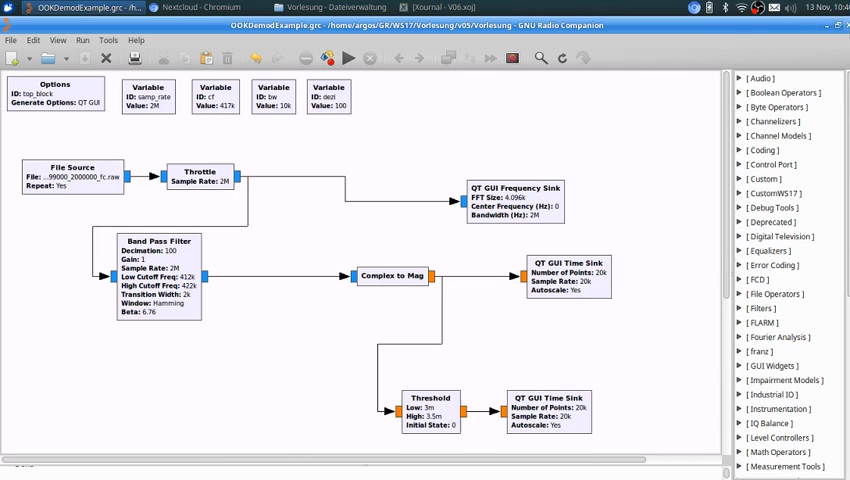 OOKDemodExample.grc - /h...
Nextcloud - Chromium
Vorlesung - Dateiverwaltung
[Xournal - V06.xoj]
13 Nov, 10:4
OOKDemodExample.grc - /home/argos/GR/WS17/Vorlesung/v05/Vorlesung - GNU Radio Companion
File Edit View Run Tools Help
Options
ID: top_block
Generate Options: QT GUI
Variable
ID: samp_rate
Value: 2M
Variable
ID: cf
Value: 417k
Variable
ID: bw
Value: 10k
Variable
ID: dezi
Value: 100
File Source
File: ...99000_2000000_fc.raw
Repeat: Yes
Throttle
Sample Rate: 2M
QT GUI Frequency Sink
FFT Size: 4.096k
Center Frequency (Hz): 0
Bandwidth (Hz): 2M
Band Pass Filter
Decimation: 100
Gain: 1
Sample Rate: 2M
Low Cutoff Freq: 412k
High Cutoff Freq: 422k
Transition Width: 2k
Window: Hamming
Beta: 6.76
Complex to Mag
QT GUI Time Sink
Number of Points: 20k
Sample Rate: 20k
Autoscale: Yes
Threshold
Low: 3m
High: 3.5m
Initial State: 0
QT GUI Time Sink
Number of Points: 20k
Sample Rate: 20k
Autoscale: Yes
[ Audio ]
[ Boolean Operators ]
[ Byte Operators ]
[ Channelizers ]
[ Channel Models ]
[ Coding ]
[ Control Port ]
[ Custom ]
[ CustomWS17 ]
[ Debug Tools ]
[ Deprecated ]
[ Digital Television ]
[ Equalizers ]
[ Error Coding ]
[ FCD ]
[ File Operators ]
[ Filters ]
[ FLARM ]
[ Fourier Analysis ]
[ franz ]
[ GUI Widgets ]
[ Impairment Models ]
[ Industrial IO ]
[ Instrumentation ]
[ IQ Balance ]
[ Level Controllers ]
[ Math Operators ]
[ Measurement Tools ]